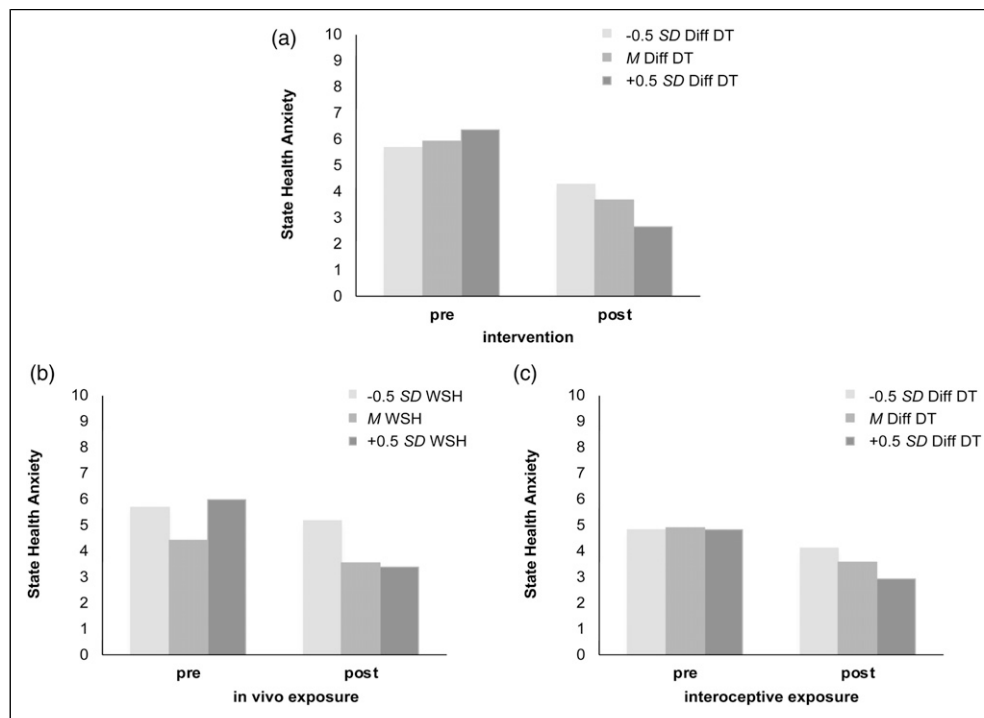 (a)
10
9
8
7
6
5
4
3
2
1
0
State Health Anxiety
-0.5 SD Diff DT
M Diff DT
+0.5 SD Diff DT
pre post
intervention
(b)
10
9
8
7
6
5
4
3
2
1
0
State Health Anxiety
-0.5 SD WSH
M WSH
+0.5 SD WSH
pre post
in vivo exposure
(c)
10
9
8
7
6
5
4
3
2
1
0
State Health Anxiety
-0.5 SD Diff DT
M Diff DT
+0.5 SD Diff DT
pre post
interoceptive exposure